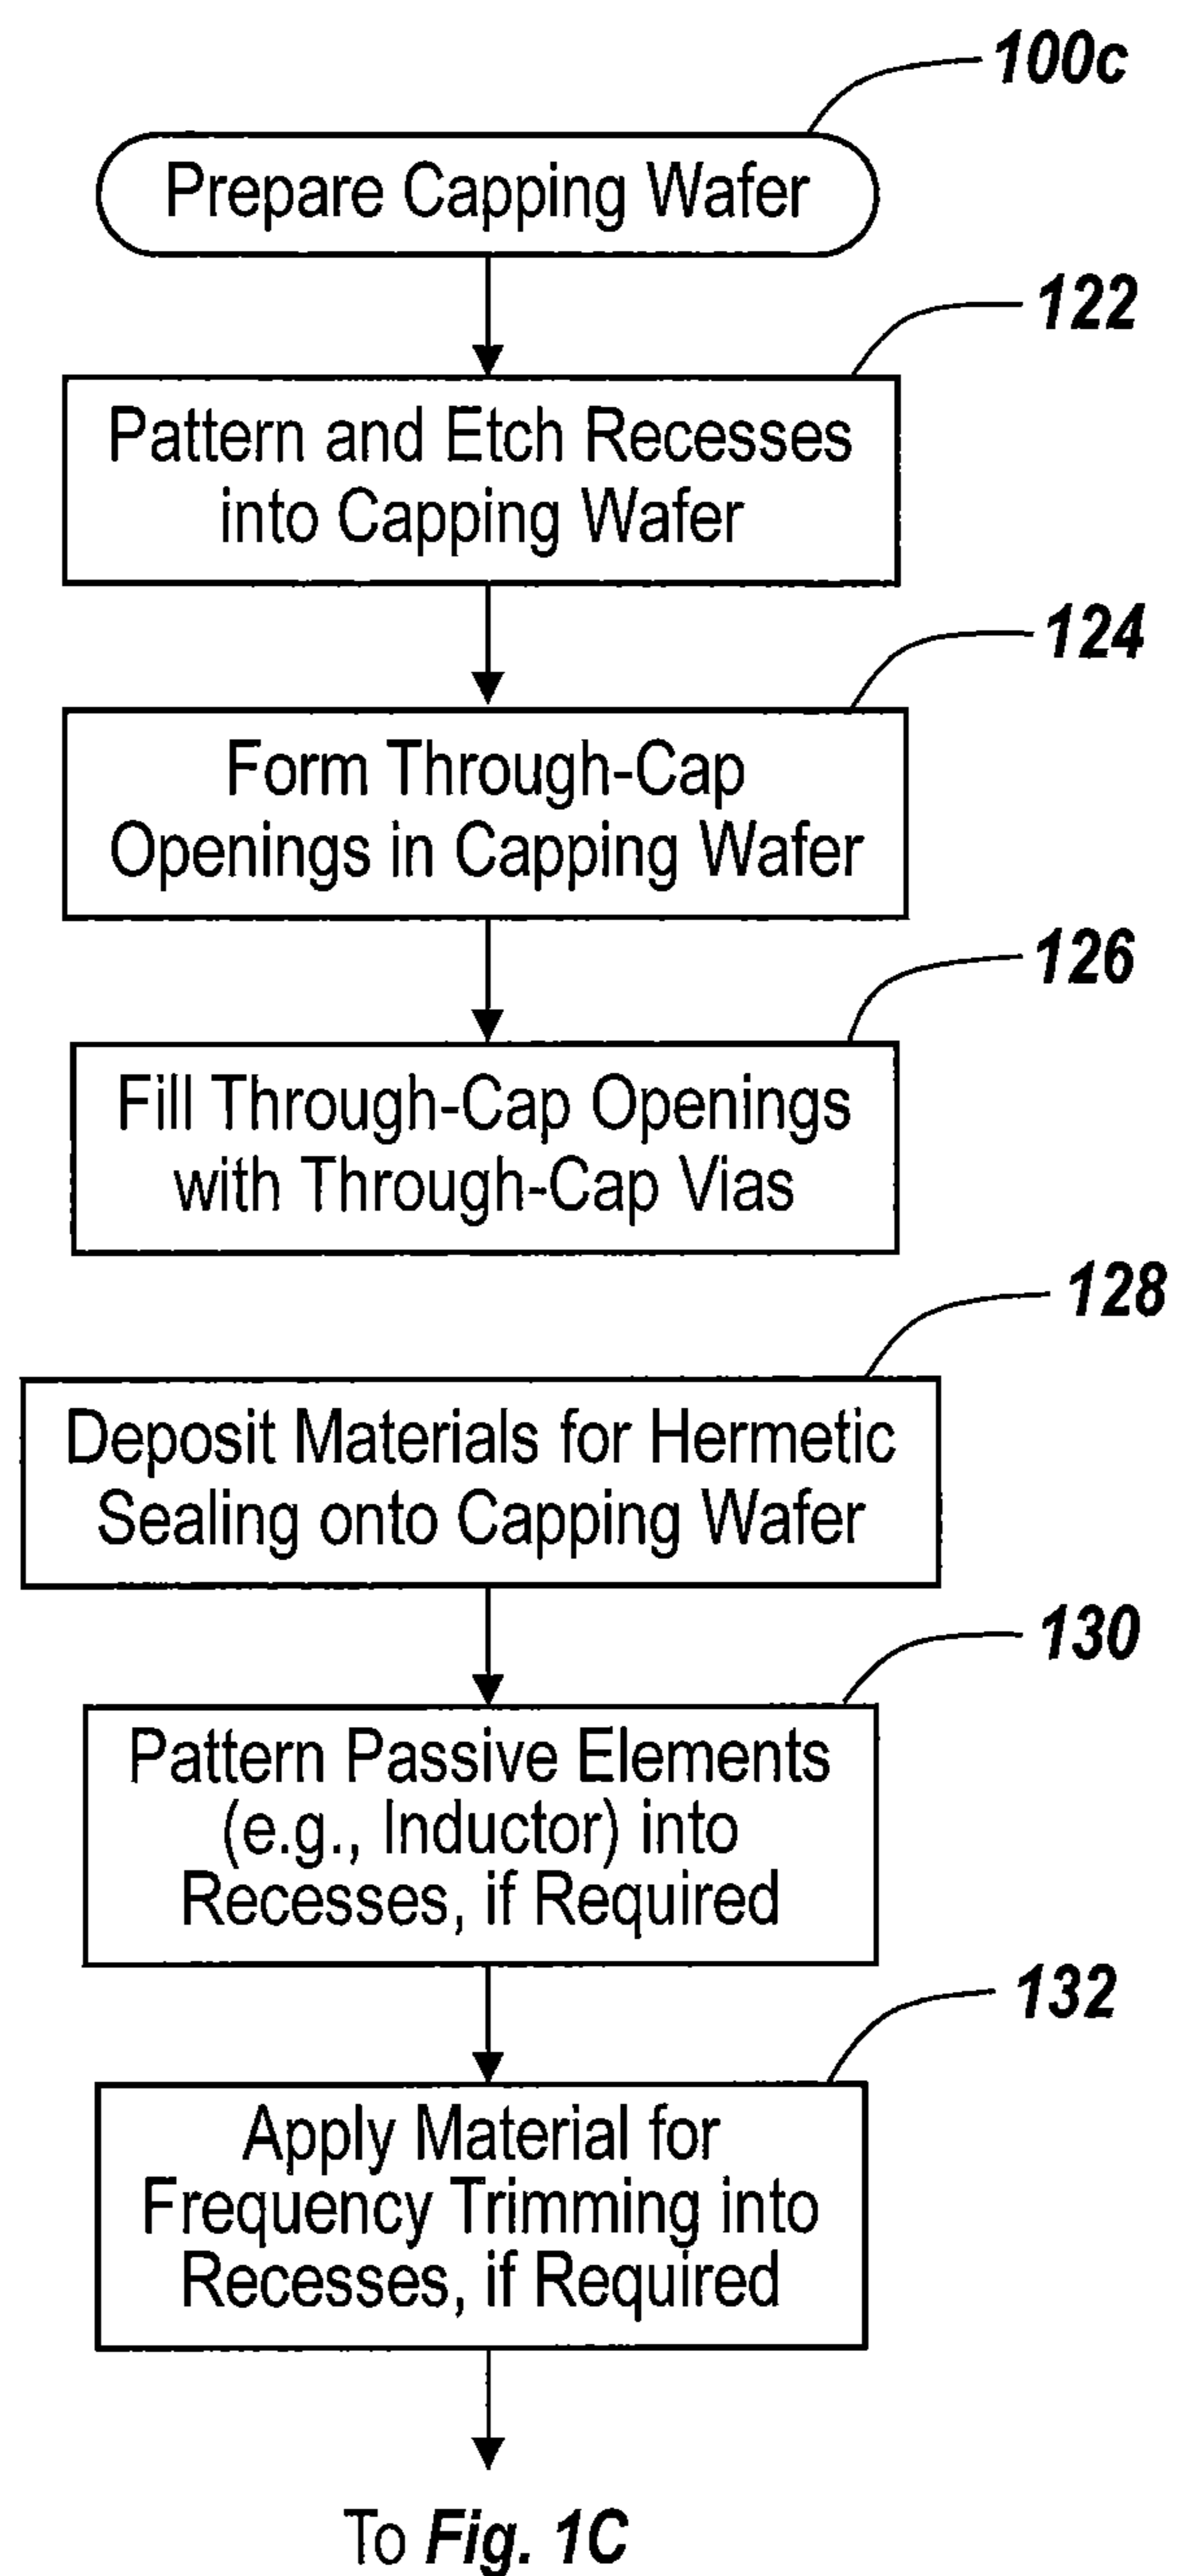 100c
Prepare Capping Wafer
122
Pattern and Etch Recesses
into Capping Wafer
124
Form Through-Cap
Openings in Capping Wafer
126
Fill Through-Cap Openings
with Through-Cap Vias
128
Deposit Materials for Hermetic
Sealing onto Capping Wafer
130
Pattern Passive Elements
(e.g., Inductor) into
Recesses, if Required
132
Apply Material for
Frequency Trimming into
Recesses, if Required
To Fig. 1C